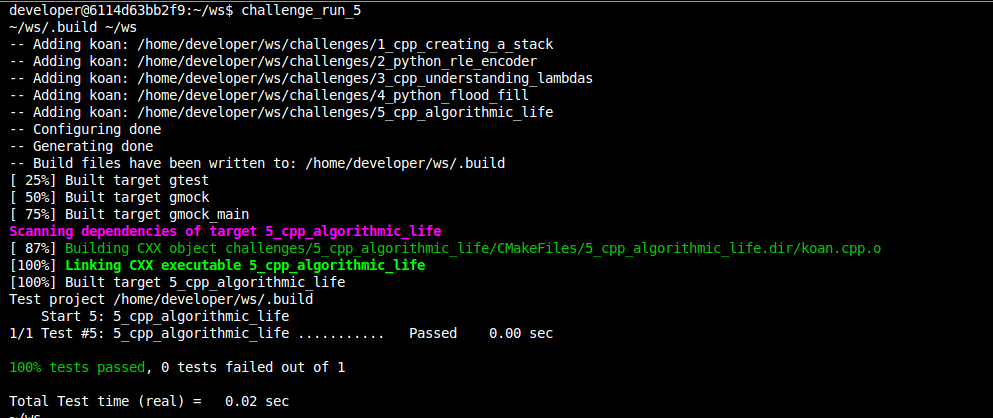 developer@6114d63bb2f9:~/ws$ challenge_run_5
~/ws/.build ~/ws
-- Adding koan: /home/developer/ws/challenges/1_cpp_creating_a_stack
-- Adding koan: /home/developer/ws/challenges/2_python_rle_encoder
-- Adding koan: /home/developer/ws/challenges/3_cpp_understanding_lambdas
-- Adding koan: /home/developer/ws/challenges/4_python_flood_fill
-- Adding koan: /home/developer/ws/challenges/5_cpp_algorithmic_life
-- Configuring done
-- Generating done
-- Build files have been written to: /home/developer/ws/.build
[ 25%] Built target gtest
[ 50%] Built target gmock
[ 75%] Built target gmock_main
Scanning dependencies of target 5_cpp_algorithmic_life
[ 87%] Building CXX object challenges/5_cpp_algorithmic_life/CMakeFiles/5_cpp_algorithmic_life.dir/koan.cpp.o
[100%] Linking CXX executable 5_cpp_algorithmic_life
[100%] Built target 5_cpp_algorithmic_life
Test project /home/developer/ws/.build
    Start 5: 5_cpp_algorithmic_life
1/1 Test #5: 5_cpp_algorithmic_life ...........   Passed    0.00 sec

100% tests passed, 0 tests failed out of 1

Total Test time (real) =   0.02 sec
~/ws